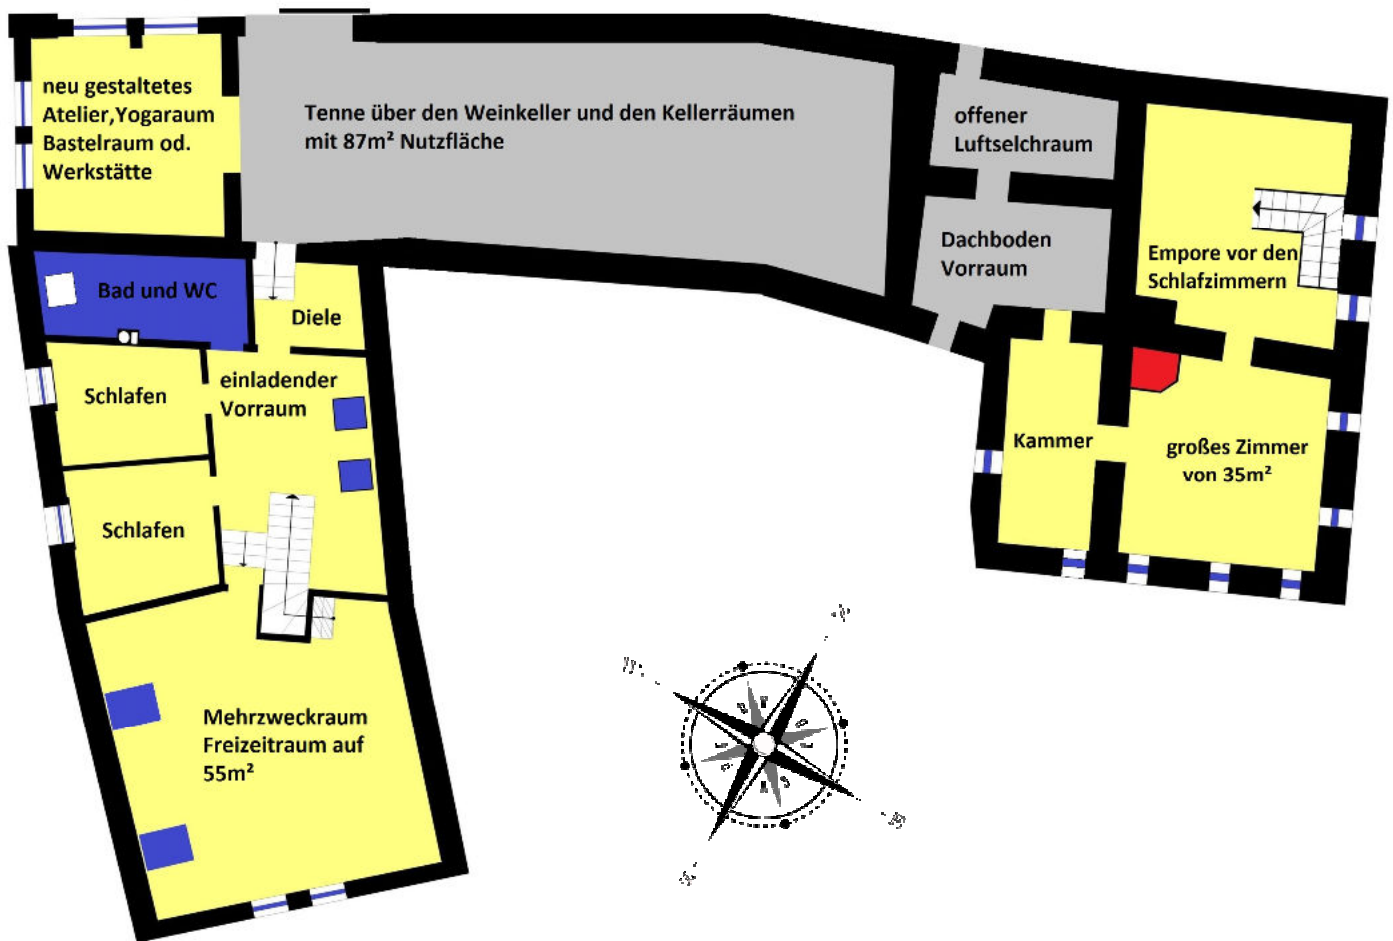 neu gestaltetes
Atelier,Yogaraum
Bastelraum od.
Werkstätte
Tenne über den Weinkeller und den Kellerräumen
mit 87m² Nutzfläche
offener
Luftselchraum
Dachboden
Vorraum
Empore vor den
Schlafzimmern
Bad und WC
Diele
Schlafen
einladender
Vorraum
Kammer
großes Zimmer
von 35m²
Schlafen
Mehrzweckraum
Freizeitraum auf
55m²